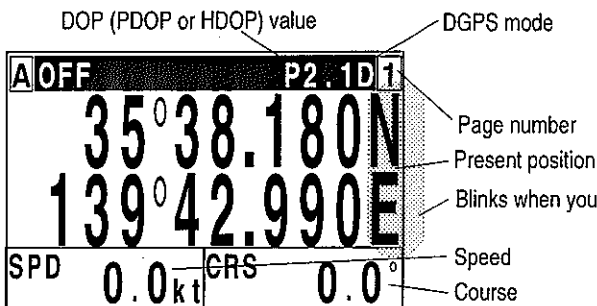 DOP (PDOP or HDOP) value
DGPS mode
A OFF P2.1D 1
35°38.180N
139°42.990E
Page number
Present position
Blinks when you
SPD 0.0kt CRS 0.0°
Speed
Course